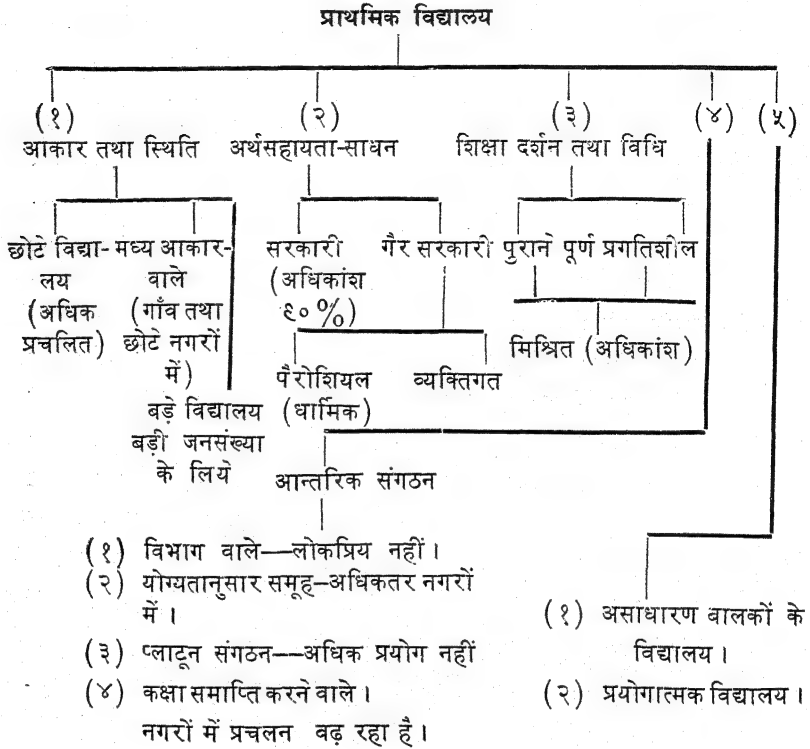 प्राथमिक विद्यालय
(१) (२) (३) (४) (५)
आकार तथा स्थिति अर्थसहायता-साधन शिक्षा दर्शन तथा विधि
छोटे विद्या- मध्य आकार- सरकारी गैर सरकारी पुराने पूर्ण प्रगतिशील
लय वाले (अधिकांश
(अधिक (गाँव तथा ६०%)
प्रचलित) छोटे नगरों मिश्रित (अधिकांश)
में) पैरोशियल व्यक्तिगत
बड़े विद्यालय (धार्मिक)
बड़ी जनसंख्या
के लिये आन्तरिक संगठन
(१) विभाग वाले—लोकप्रिय नहीं।
(२) योग्यतानुसार समूह–अधिकतर नगरों
में।
(३) प्लाटून संगठन—अधिक प्रयोग नहीं
(४) कक्षा समाप्ति करने वाले।
नगरों में प्रचलन बढ़ रहा है।
(१) असाधारण बालकों के
विद्यालय।
(२) प्रयोगात्मक विद्यालय।